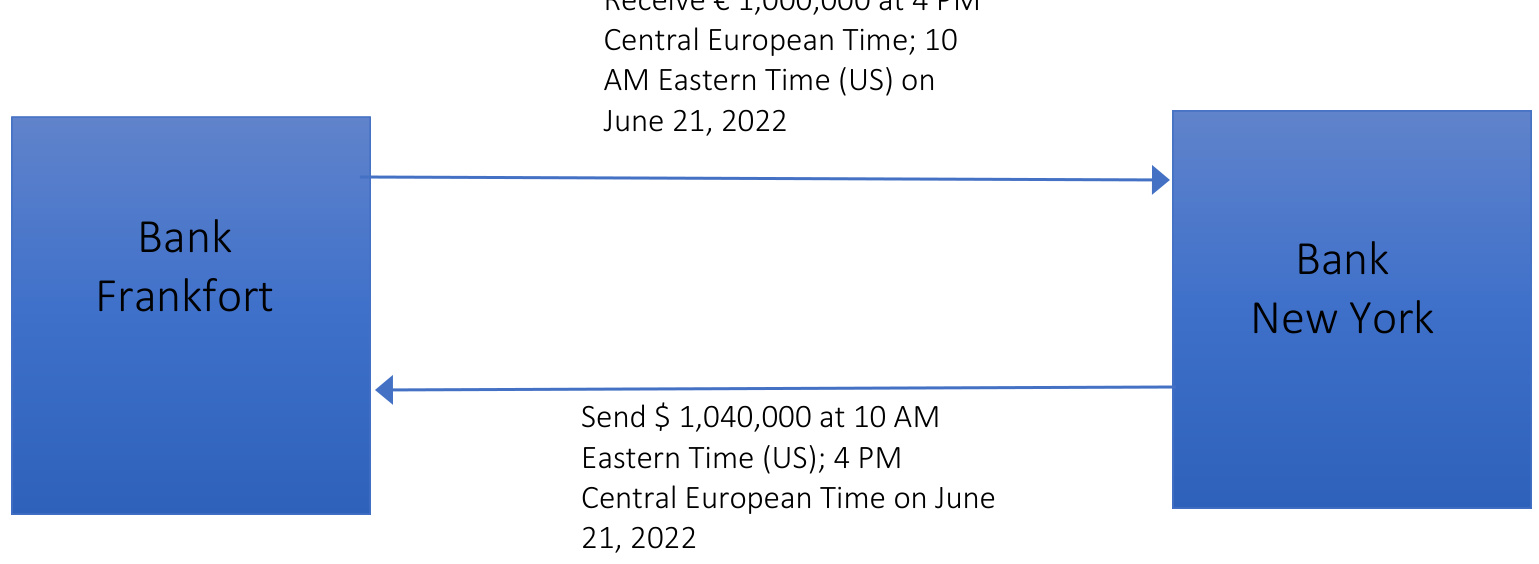 Receive € 1,000,000 at 4 PM
Central European Time; 10
AM Eastern Time (US) on
June 21, 2022
Bank
Frankfort
Bank
New York
Send $ 1,040,000 at 10 AM
Eastern Time (US); 4 PM
Central European Time on June
21, 2022